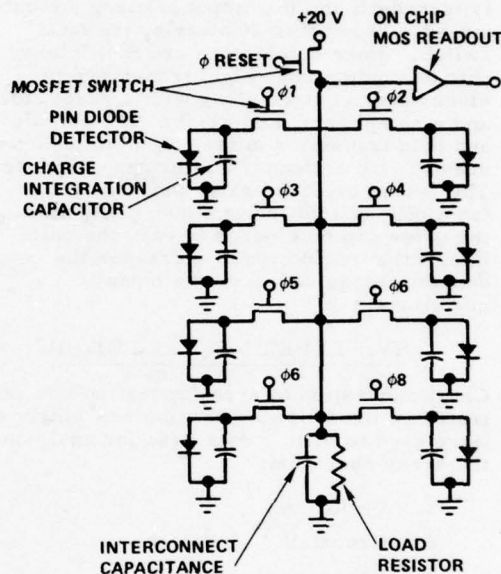 +20 V
ON CHIP
MOS READOUT
ϕ RESET
MOSFET SWITCH
ϕ1
ϕ2
PIN DIODE
DETECTOR
CHARGE
INTEGRATION
CAPACITOR
ϕ3
ϕ4
ϕ5
ϕ6
ϕ6
ϕ8
INTERCONNECT
CAPACITANCE
LOAD
RESISTOR